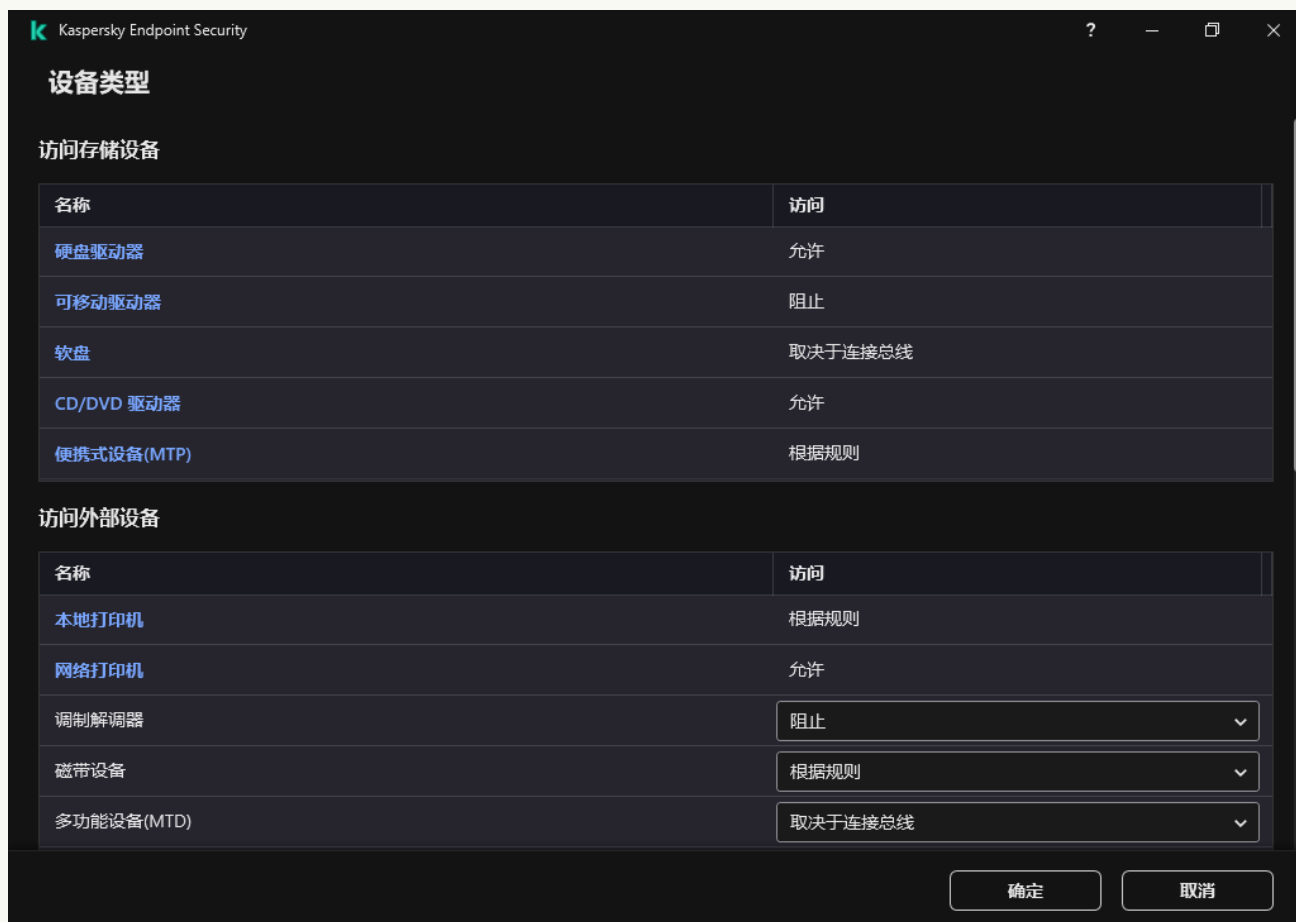 Kaspersky Endpoint Security
?
设备类型
访问存储设备
名称 访问
硬盘驱动器 允许
可移动驱动器 阻止
软盘 取决于连接总线
CD/DVD 驱动器 允许
便携式设备(MTP) 根据规则
访问外部设备
名称 访问
本地打印机 根据规则
网络打印机 允许
调制解调器 阻止
磁带设备 根据规则
多功能设备(MTD) 取决于连接总线
确定 取消